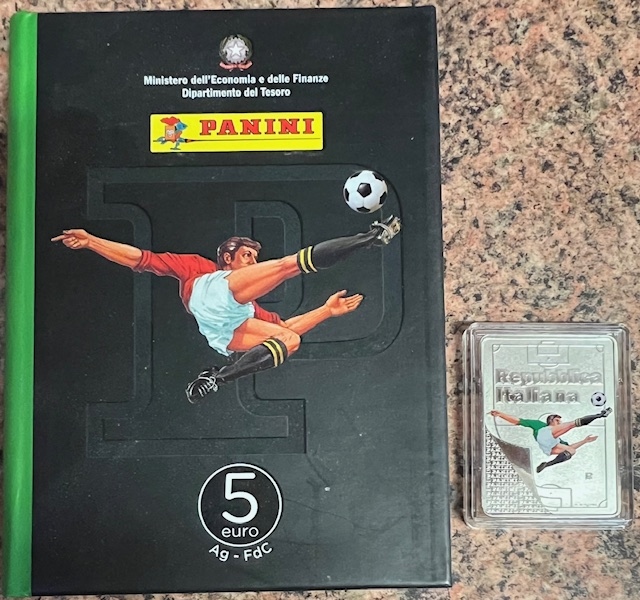 Ministero dell'Economia e delle Finanze
Dipartimento del Tesoro
PANINI
5
euro
Ag - FdC
Repubblica
Italiana